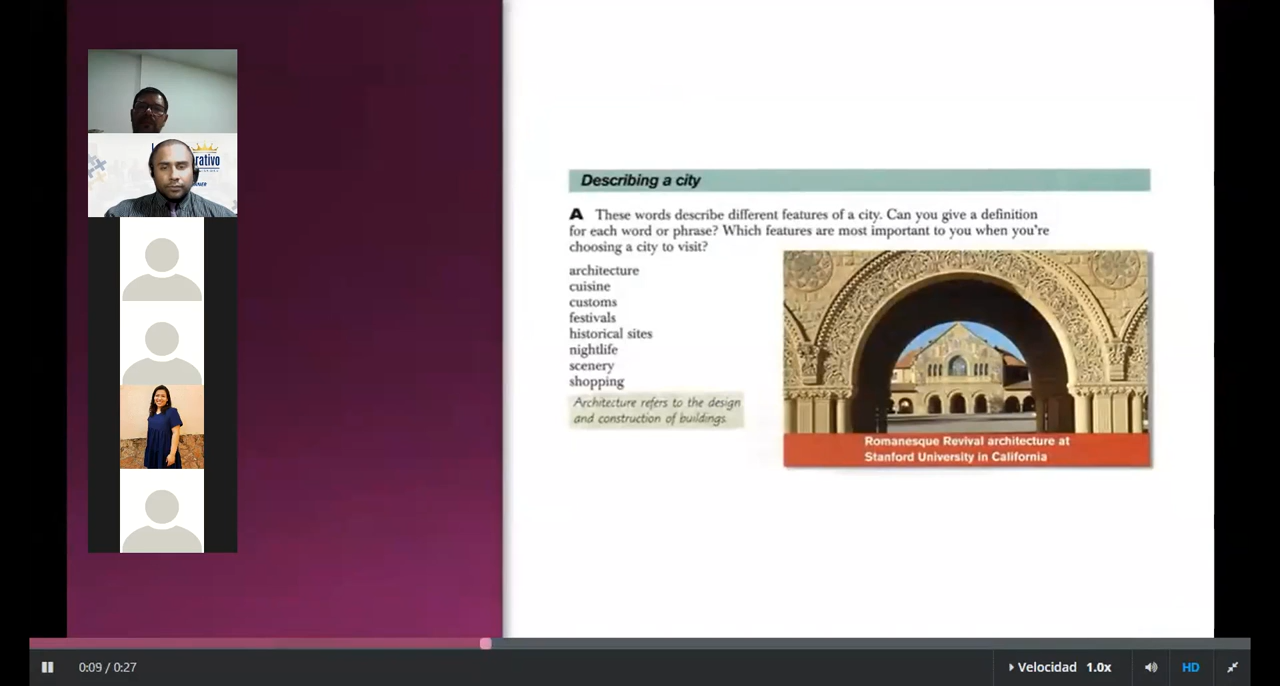 rativo
Describing a city
A These words describe different features of a city. Can you give a definition
for each word or phrase? Which features are most important to you when you're
choosing a city to visit?
architecture
cuisine
customs
festivals
historical sites
nightlife
scenery
shopping
Architecture refers to the design
and construction of buildings.
Romanesque Revival architecture at
Stanford University in California
0:09 / 0:27
Velocidad 1.0x
HD